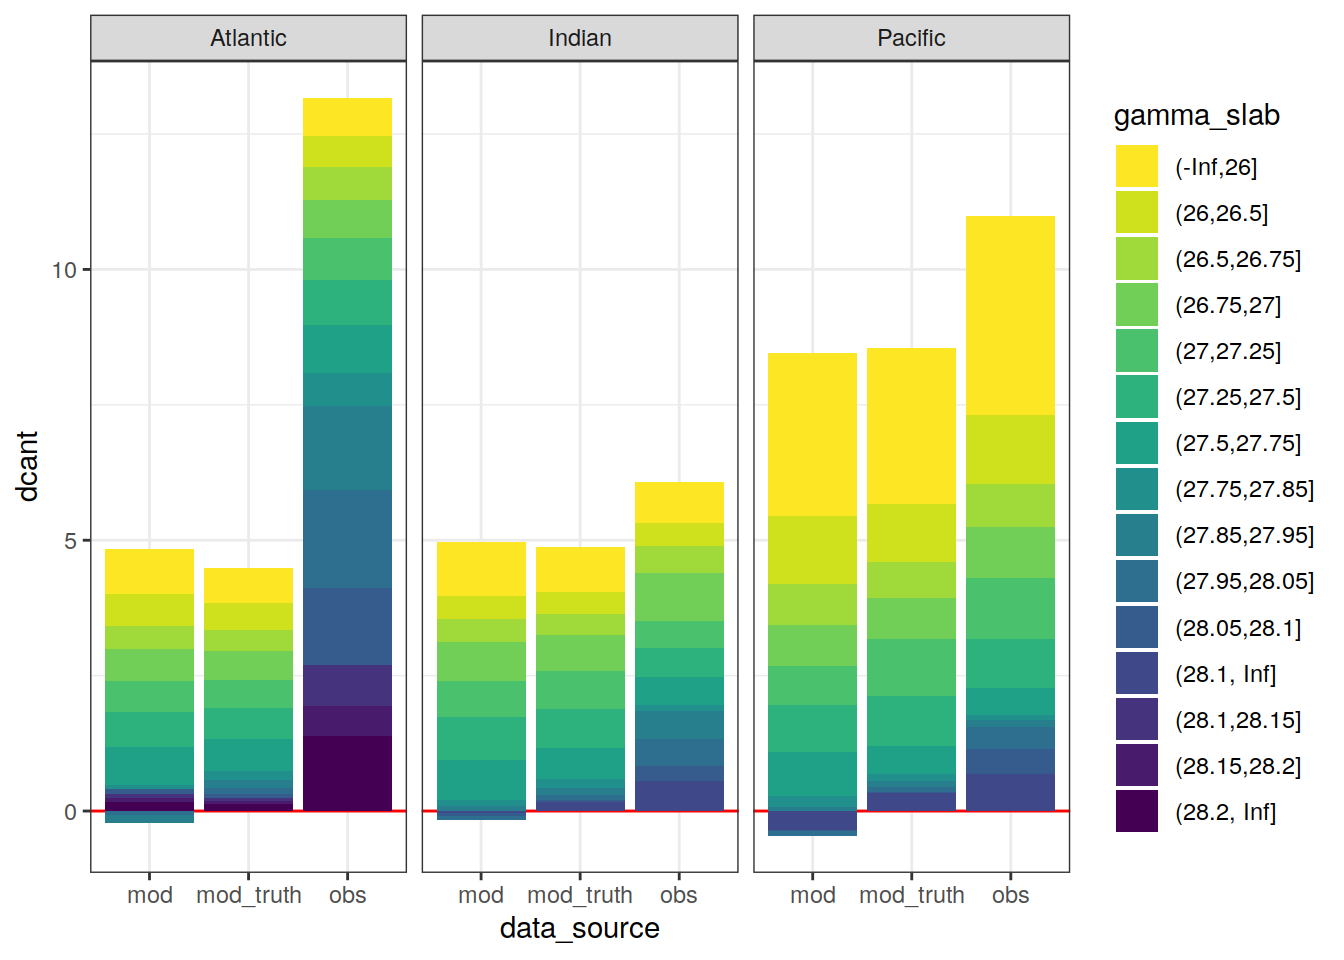 Atlantic
Indian
Pacific
dcant
10
5
0
mod
mod_truth
obs
mod
mod_truth
obs
mod
mod_truth
obs
data_source
gamma_slab
(-Inf,26]
(26,26.5]
(26.5,26.75]
(26.75,27]
(27,27.25]
(27.25,27.5]
(27.5,27.75]
(27.75,27.85]
(27.85,27.95]
(27.95,28.05]
(28.05,28.1]
(28.1, Inf]
(28.1,28.15]
(28.15,28.2]
(28.2, Inf]